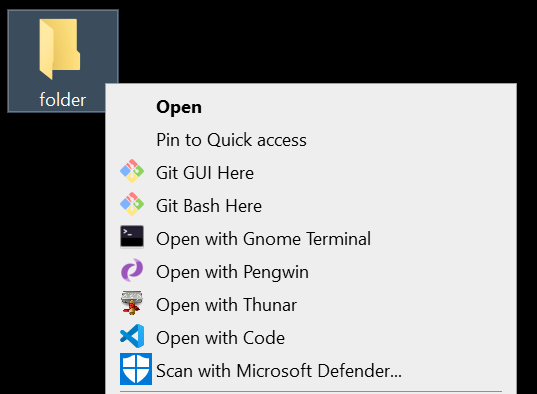 folder
Open
Pin to Quick access
Git GUI Here
Git Bash Here
Open with Gnome Terminal
Open with Pengwin
Open with Thunar
Open with Code
Scan with Microsoft Defender...